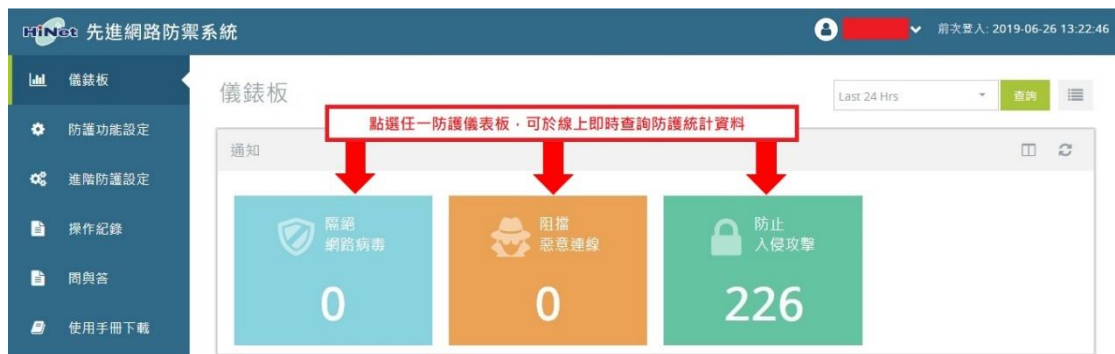 HiNet 先進網路防禦系統
前次登入: 2019-06-26 13:22:46
儀錶板
防護功能設定
進階防護設定
操作紀錄
問與答
使用手冊下載
儀錶板
Last 24 Hrs
查詢
點選任一防護儀表板，可於線上即時查詢防護統計資料
通知
隔絕
網路病毒
0
阻擋
惡意連線
0
防止
入侵攻擊
226